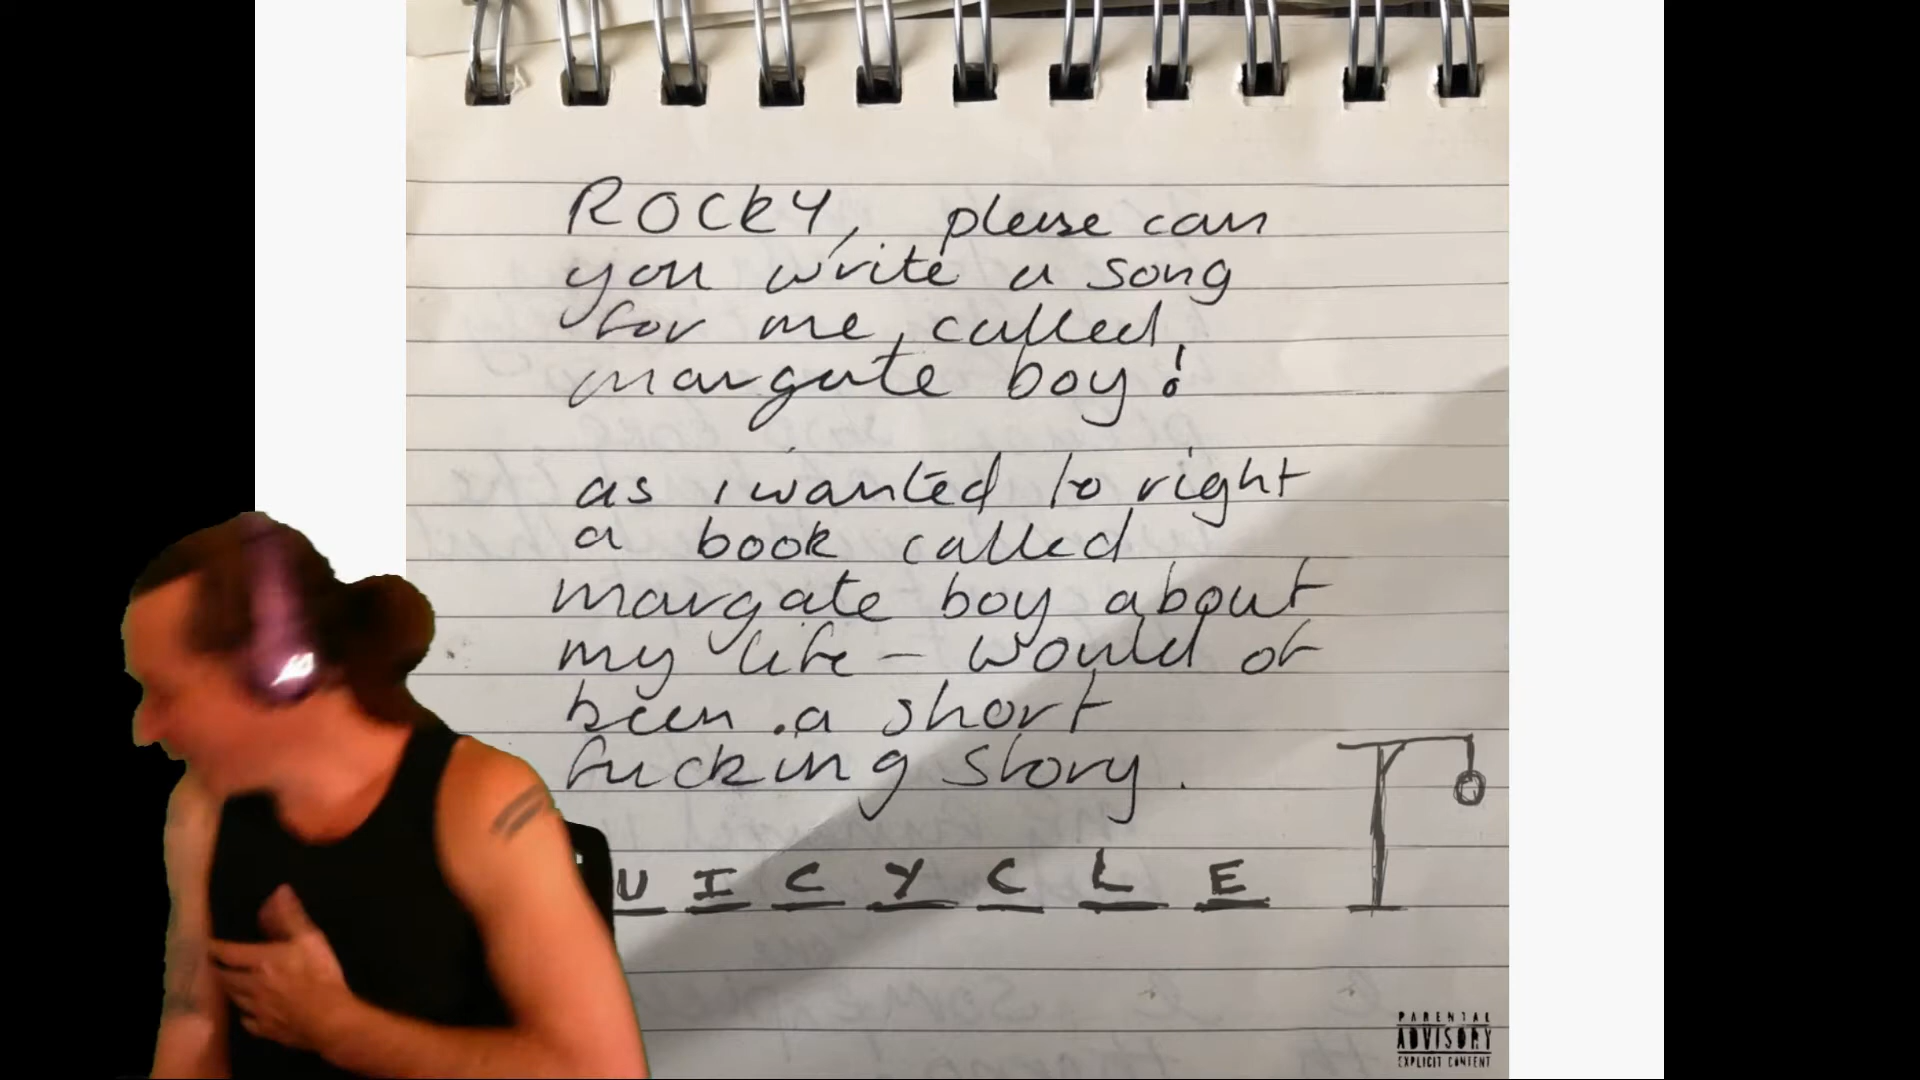 ROCKY, please can
you write a song
for me, called
margate boy!
as i wanted to right
a book called
margate boy about
my life – would of
been .a short
fucking story.
U I C Y C L E
PARENTAL
ADVISORY
EXPLICIT CONTENT